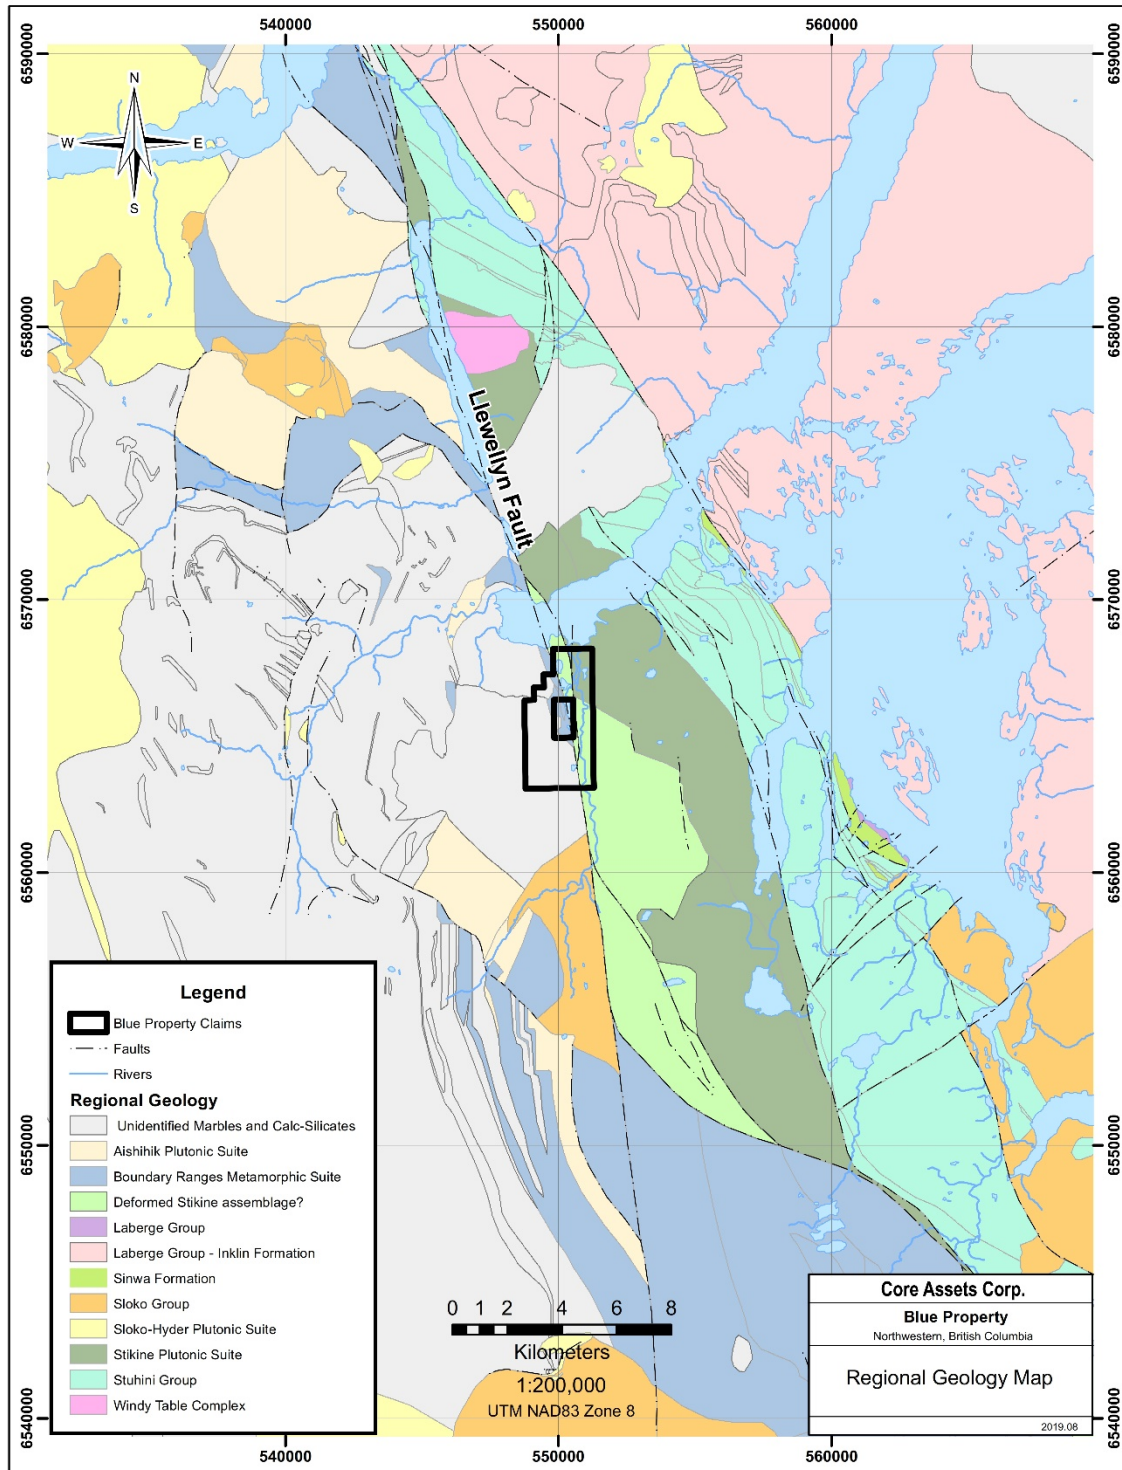 540000
550000
560000
6590000
6590000
N
W
E
S
6580000
6580000
Llewellyn Fault
6570000
6570000
6560000
6560000
Legend
Blue Property Claims
Faults
Rivers
Regional Geology
Unidentified Marbles and Calc-Silicates
Aishihik Plutonic Suite
Boundary Ranges Metamorphic Suite
Deformed Stikine assemblage?
Laberge Group
Laberge Group - Inklin Formation
Sinwa Formation
Sloko Group
Sloko-Hyder Plutonic Suite
Stikine Plutonic Suite
Stuhini Group
Windy Table Complex
6550000
6550000
0 1 2 4 6 8
Kilometers
1:200,000
UTM NAD83 Zone 8
Core Assets Corp.
Blue Property
Northwestern, British Columbia
Regional Geology Map
2019.08
6540000
6540000
540000
550000
560000